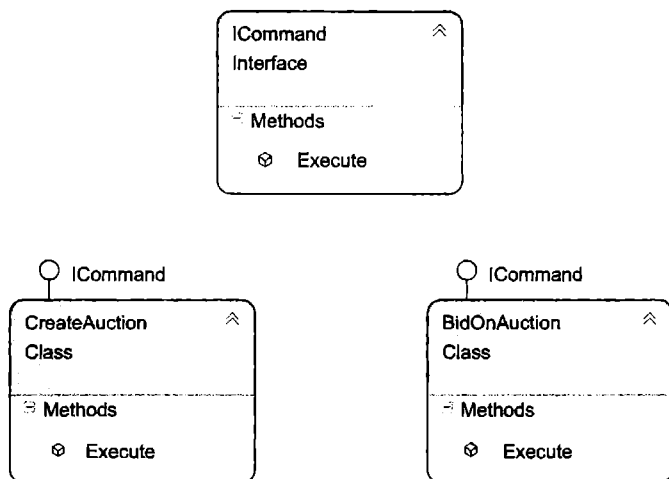 ICommand
Interface
Methods
Execute
ICommand
CreateAuction
Class
Methods
Execute
ICommand
BidOnAuction
Class
Methods
Execute